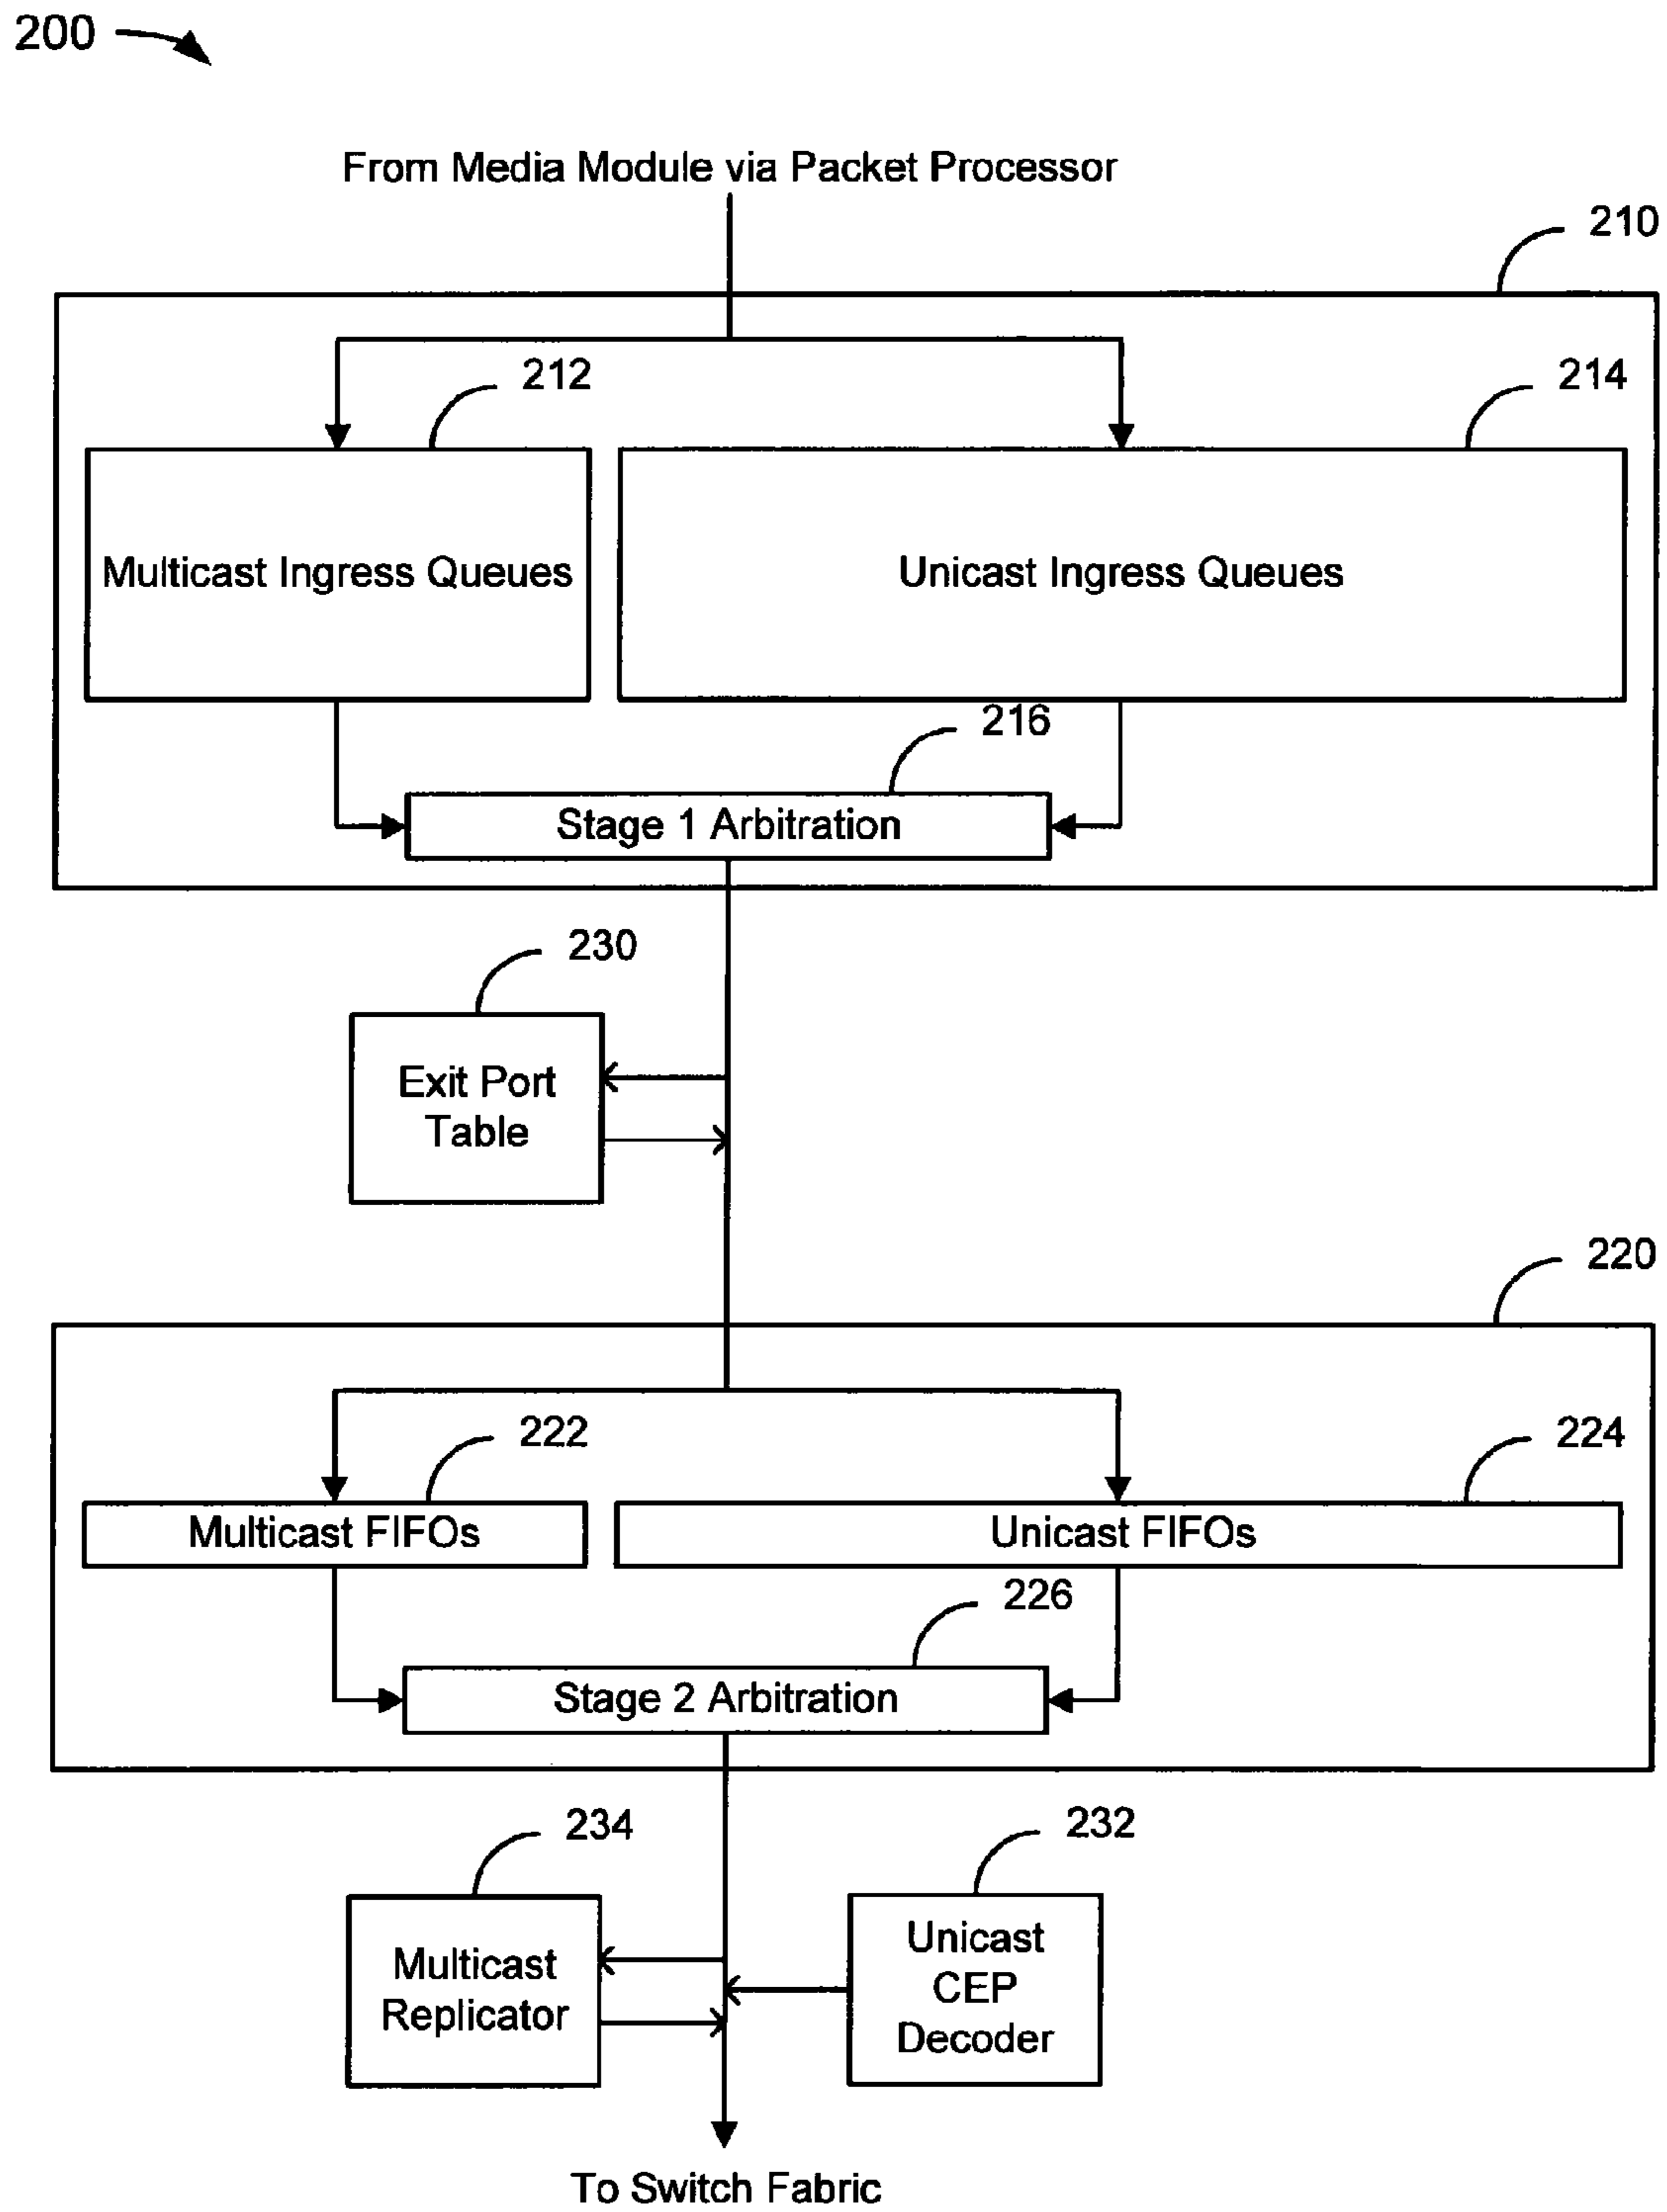 200
From Media Module via Packet Processor
210
212
214
Multicast Ingress Queues
Unicast Ingress Queues
216
Stage 1 Arbitration
230
Exit Port
Table
220
222
224
Multicast FIFOs
Unicast FIFOs
226
Stage 2 Arbitration
234
232
Multicast
Replicator
Unicast
CEP
Decoder
To Switch Fabric